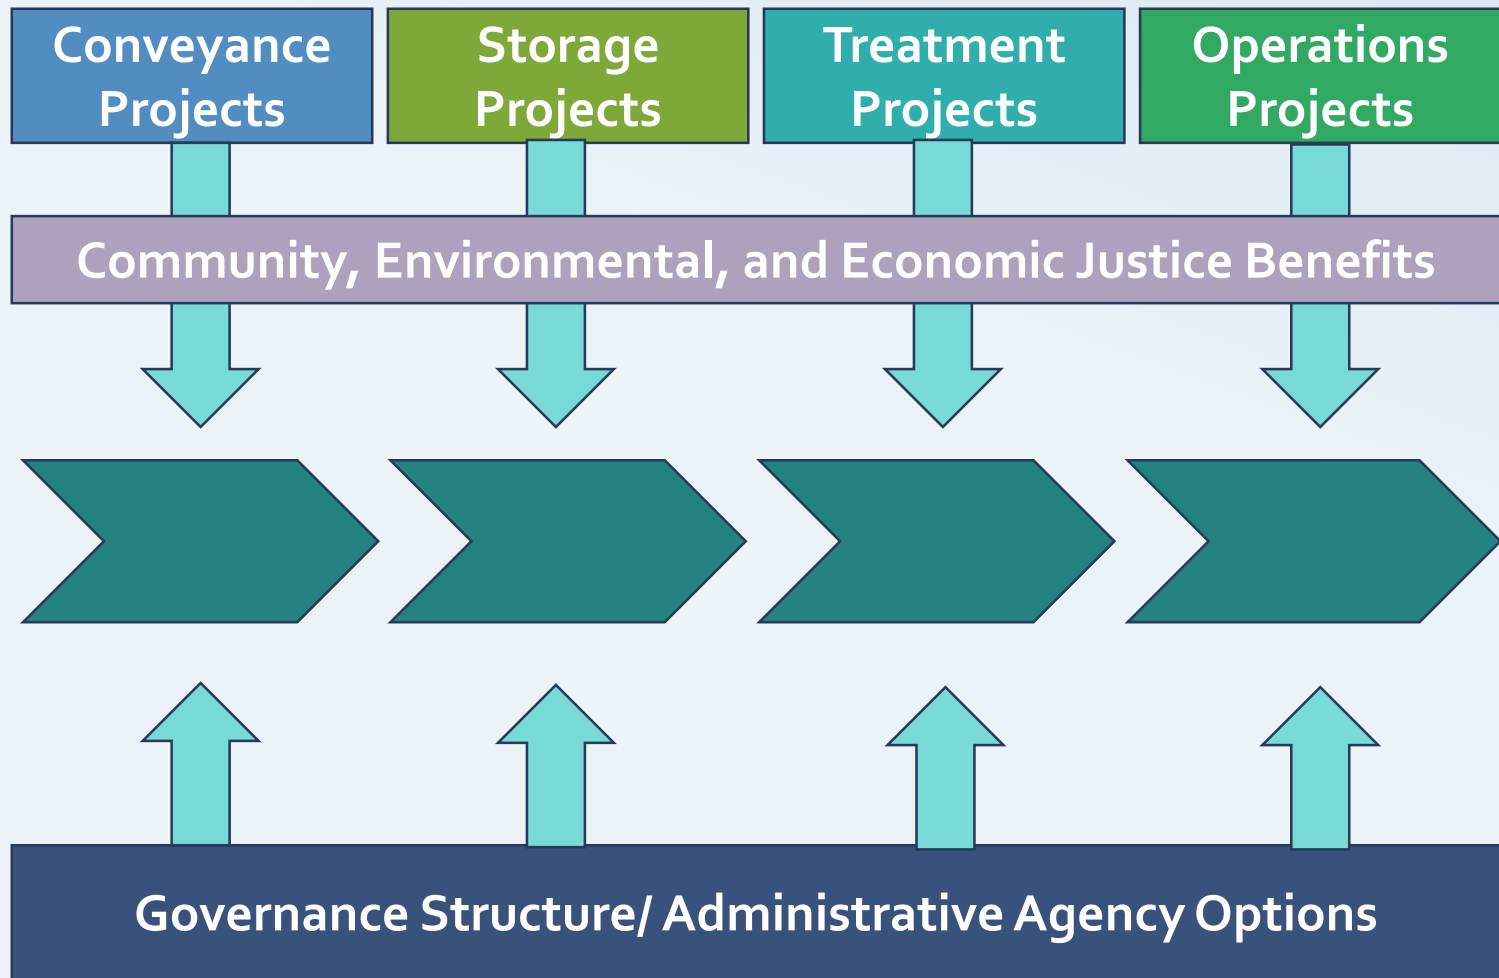 Conveyance
Projects
Storage
Projects
Treatment
Projects
Operations
Projects
Community, Environmental, and Economic Justice Benefits
Governance Structure/ Administrative Agency Options